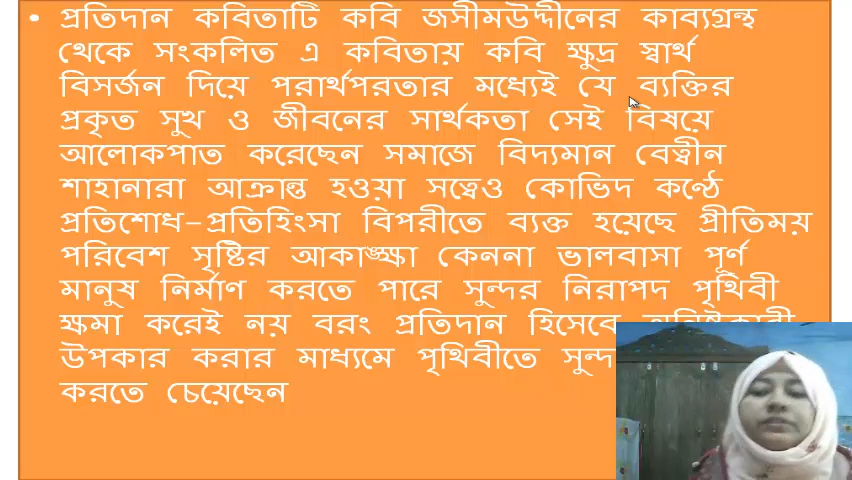 • প্রতিদান কবিতাটি কবি জসীমউদ্দীনের কাব্যগ্রন্থ
থেকে সংকলিত এ কবিতায় কবি ক্ষুদ্র স্বার্থ
বিসর্জন দিয়ে পরার্থপরতার মধ্যেই যে ব্যক্তির
প্রকৃত সুখ ও জীবনের সার্থকতা সেই বিষয়ে
আলোকপাত করেছেন সমাজে বিদ্যমান বেত্বীন
শাহানারা আক্রান্ত হওয়া সত্বেও কোভিদ কন্ঠে
প্রতিশোধ-প্রতিহিংসা বিপরীতে ব্যক্ত হয়েছে প্রীতিময়
পরিবেশ সৃষ্টির আকাঙ্ক্ষা কেননা ভালবাসা পূর্ণ
মানুষ নির্মাণ করতে পারে সুন্দর নিরাপদ পৃথিবী
ক্ষমা করেই নয় বরং প্রতিদান হিসেবে
উপকার করার মাধ্যমে পৃথিবীতে
করতে চেয়েছেন